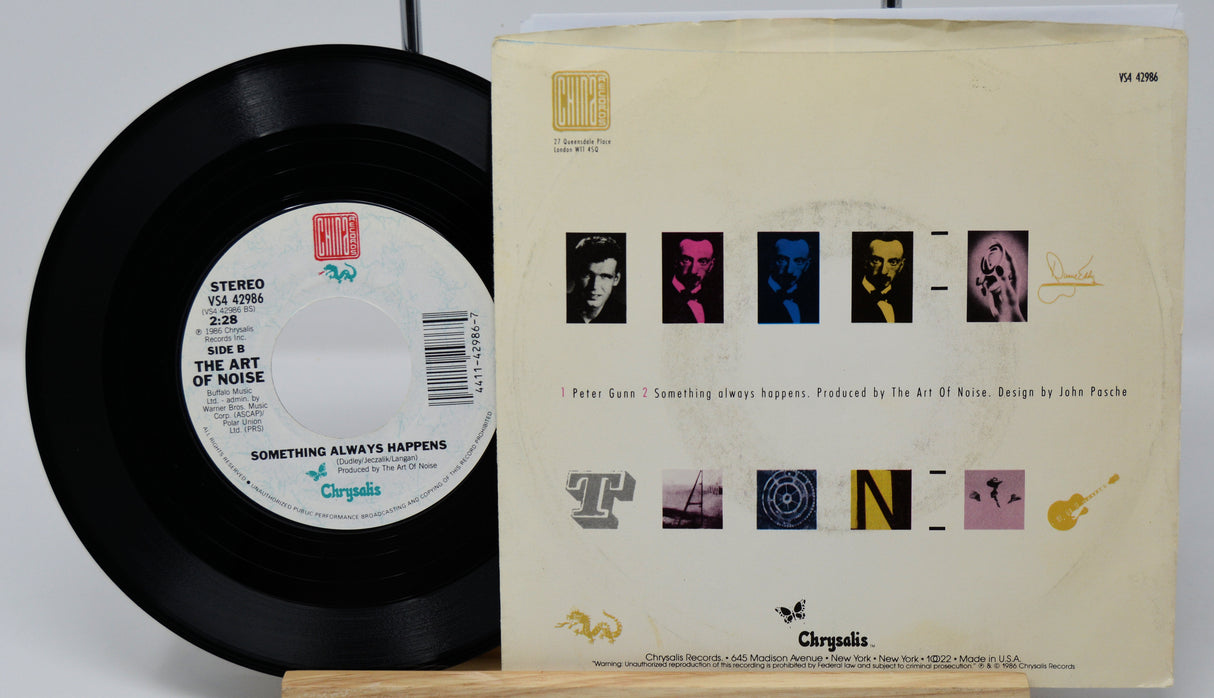 CHINA RECORDS
STEREO
VS4 42986
(VS4 42986 BS)
2:28
℗ 1986 Chrysalis
Records Inc.
SIDE B
THE ART
OF NOISE
Buffalo Music
Ltd. - admin. by
Warner Bros. Music
Corp. (ASCAP)/
Polar Union
Ltd. (PRS)
4411-42986-7
SOMETHING ALWAYS HAPPENS
(Dudley/Jeczalik/Langan)
Produced by The Art Of Noise
Chrysalis
ALL RIGHTS RESERVED • UNAUTHORIZED PUBLIC PERFORMANCE BROADCASTING AND COPYING OF THIS RECORD PROHIBITED
CHINA RECORDS
27 Queensdale Place
London W11 4SQ
VS4 42986
Duane Eddy
1 Peter Gunn 2 Something always happens. Produced by The Art Of Noise. Design by John Pasche
T A O N
Chrysalis™
Chrysalis Records. • 645 Madison Avenue • New York • New York • 10022 • Made in U.S.A.
"Warning: Unauthorized reproduction of this recording is prohibited by Federal law and subject to criminal prosecution." ℗ & © 1986 Chrysalis Records